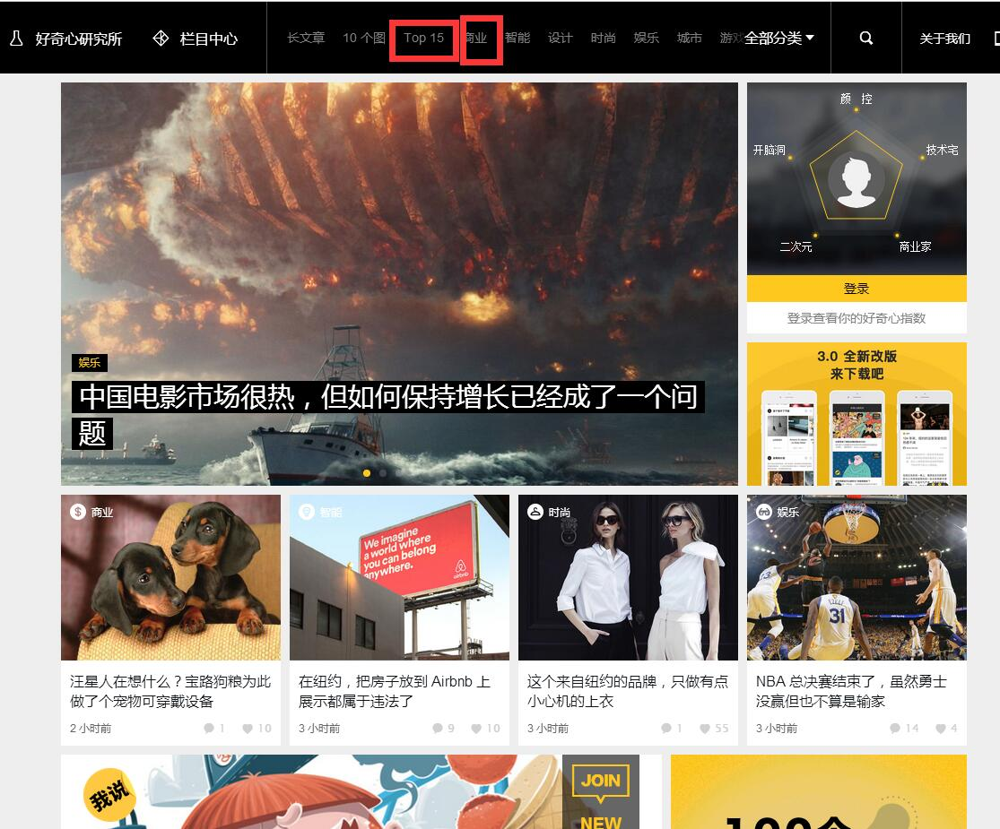 好奇心研究所 栏目中心 长文章 10 个图 Top 15 商业 智能 设计 时尚 娱乐 城市 游戏 全部分类 关于我们
颜 控
开脑洞
技术宅
二次元
商业家
登录
登录查看你的好奇心指数
娱乐
中国电影市场很热，但如何保持增长已经成了一个问
题
3.0 全新改版
来下载吧
商业
汪星人在想什么？宝路狗粮为此
做了个宠物可穿戴设备
2 小时前 1 10
智能
We imagine
a world where
you can belong
anywhere.
airbnb
在纽约，把房子放到 Airbnb 上
展示都属于违法了
3 小时前 9 10
时尚
这个来自纽约的品牌，只做有点
小心机的上衣
3 小时前 1 55
娱乐
EZELI
31
NBA 总决赛结束了，虽然勇士
没赢但也不算是输家
3 小时前 14 4
我说
JOIN
NEW
100个